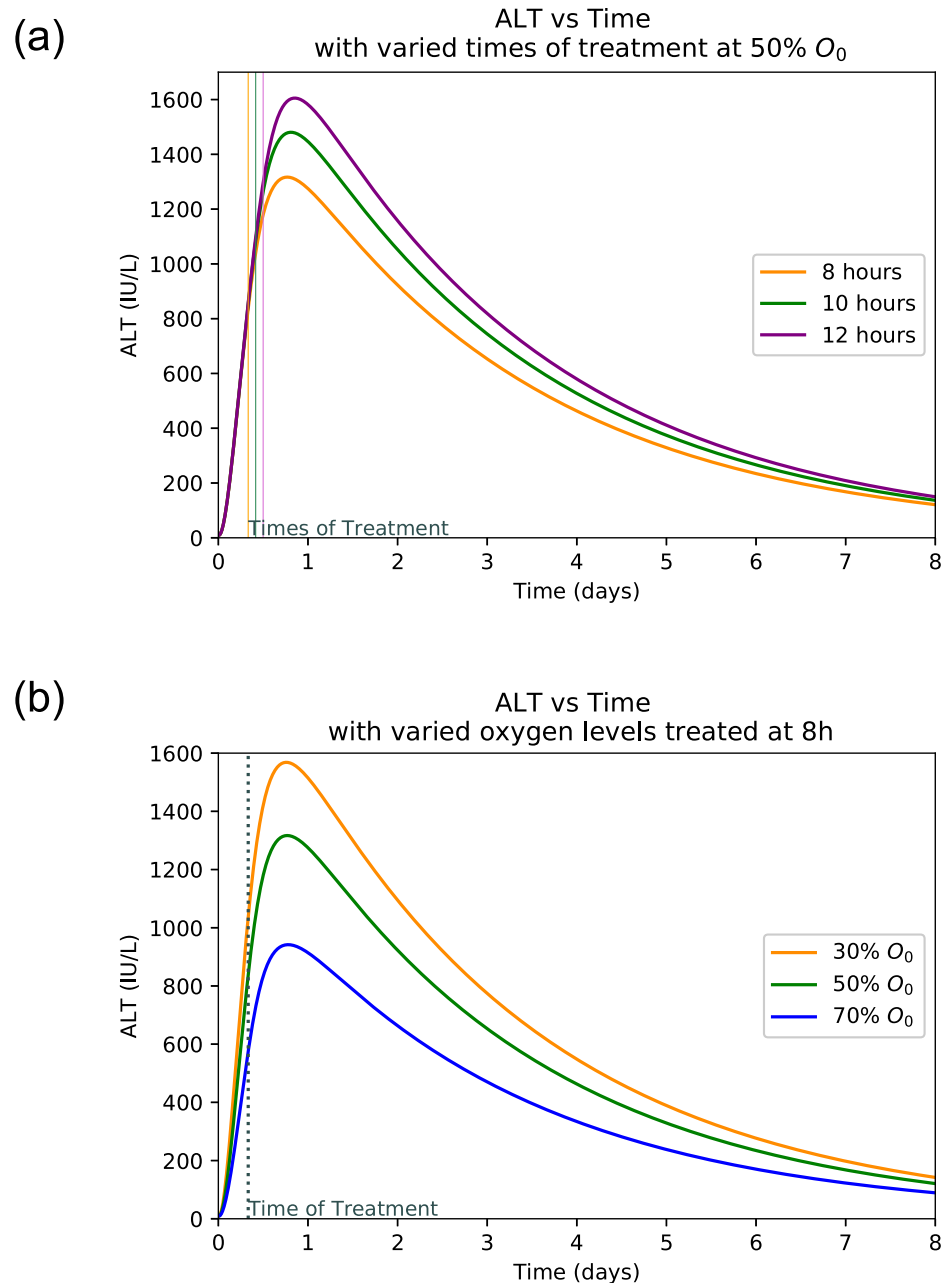 (a)
ALT vs Time
with varied times of treatment at 50% O₀
ALT (IU/L)
1600
1400
1200
1000
800
600
400
200
0
8 hours
10 hours
12 hours
Times of Treatment
0 1 2 3 4 5 6 7 8
Time (days)
(b)
ALT vs Time
with varied oxygen levels treated at 8h
ALT (IU/L)
1600
1400
1200
1000
800
600
400
200
0
30% O₀
50% O₀
70% O₀
Time of Treatment
0 1 2 3 4 5 6 7 8
Time (days)